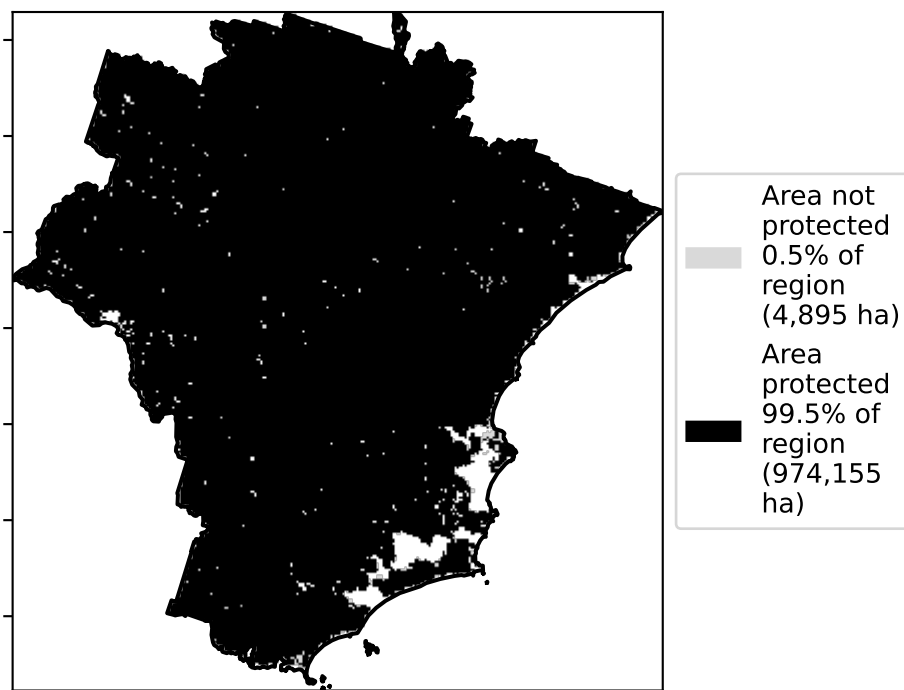 Area not
protected
0.5% of
region
(4,895 ha)
Area
protected
99.5% of
region
(974,155
ha)